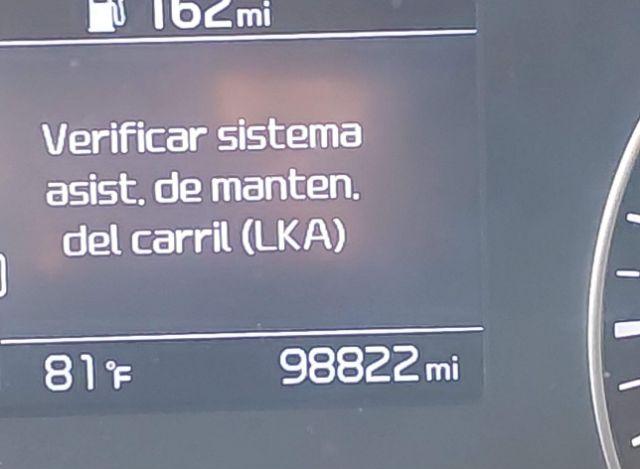 162mi
Verificar sistema
asist. de manten.
del carril (LKA)
81°F 98822mi